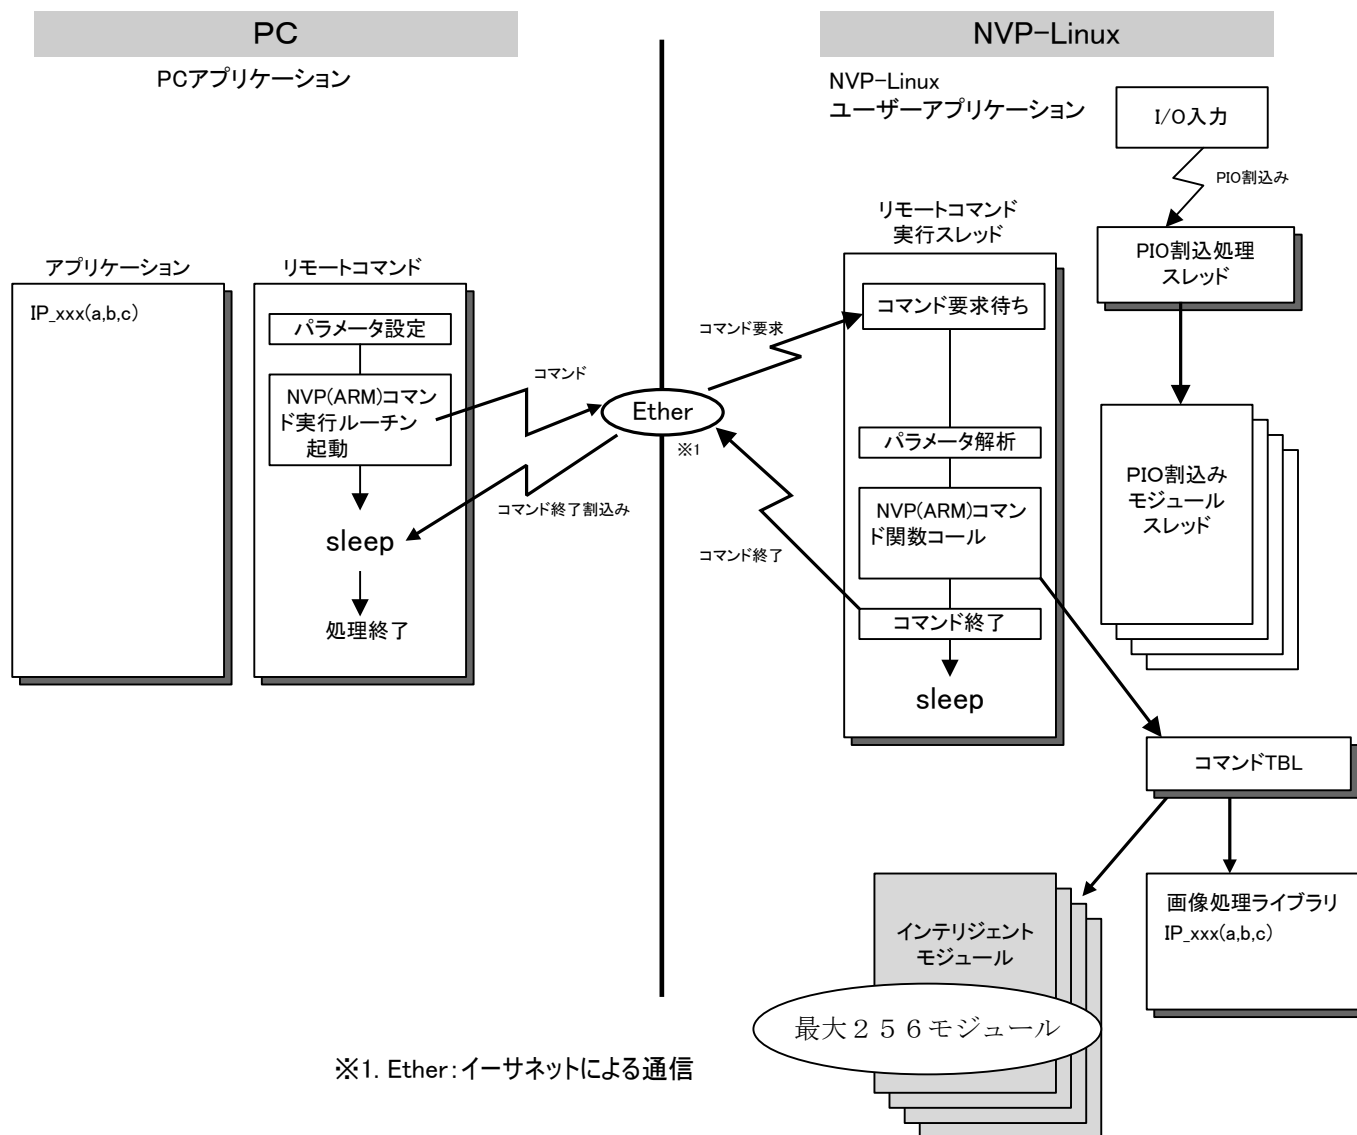 PC
PCアプリケーション
アプリケーション
IP_xxx(a,b,c)
リモートコマンド
パラメータ設定
NVP(ARM)コマン
ド実行ルーチン
起動
sleep
処理終了
コマンド
コマンド終了割込み
Ether
※1
コマンド要求
コマンド終了
NVP-Linux
NVP-Linux
ユーザーアプリケーション
リモートコマンド
実行スレッド
コマンド要求待ち
パラメータ解析
NVP(ARM)コマン
ド関数コール
コマンド終了
sleep
I/O入力
PIO割込み
PIO割込処理
スレッド
PIO割込み
モジュール
スレッド
コマンドTBL
画像処理ライブラリ
IP_xxx(a,b,c)
インテリジェント
モジュール
最大２５６モジュール
※1. Ether:イーサネットによる通信